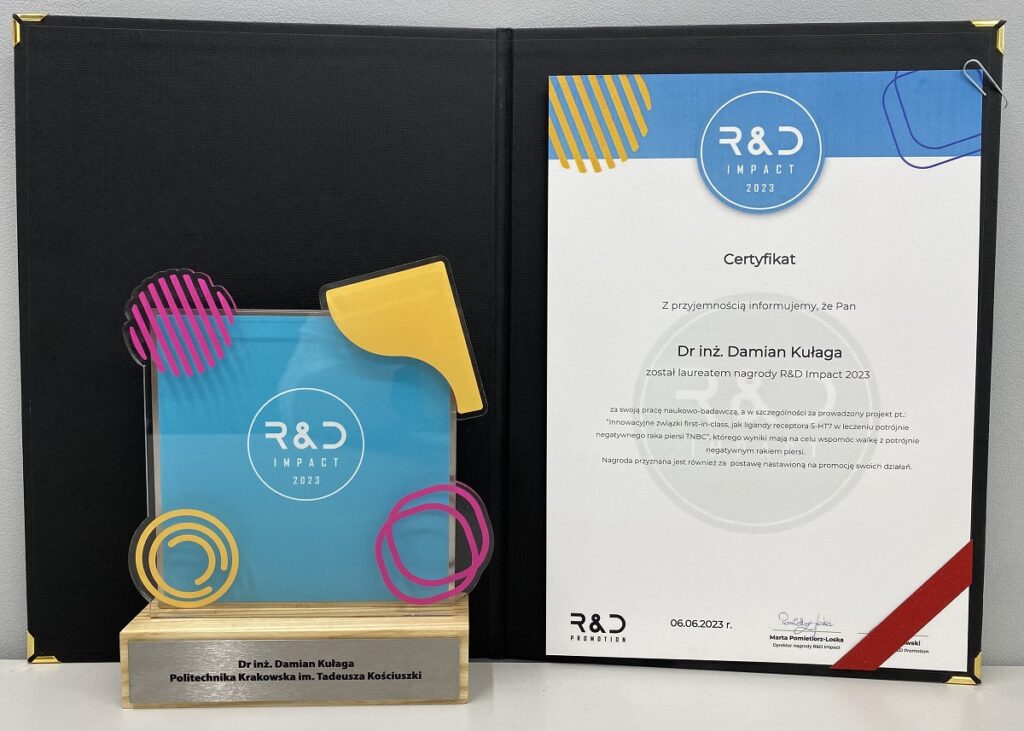 R&D
IMPACT
2023
Dr inż. Damian Kułaga
Politechnika Krakowska im. Tadeusza Kościuszki
R&D
IMPACT
2023
Certyfikat
Z przyjemnością informujemy, że Pan
Dr inż. Damian Kułaga
został laureatem nagrody R&D Impact 2023
za swoją pracę naukowo-badawczą, a w szczególności za prowadzony projekt pt.:
"Innowacyjne związki first-in-class, jak ligandy receptora 5-HT7 w leczeniu potrójnie
negatywnego raka piersi TNBC", którego wyniki mają na celu wspomóc walkę z potrójnie
negatywnym rakiem piersi.
Nagroda przyznana jest również za postawę nastawioną na promocję swoich działań.
R&D
PROMOTION
06.06.2023 r.
Marta Pomietlerz-Loska
Dyrektor nagrody R&D Impact
Promotion